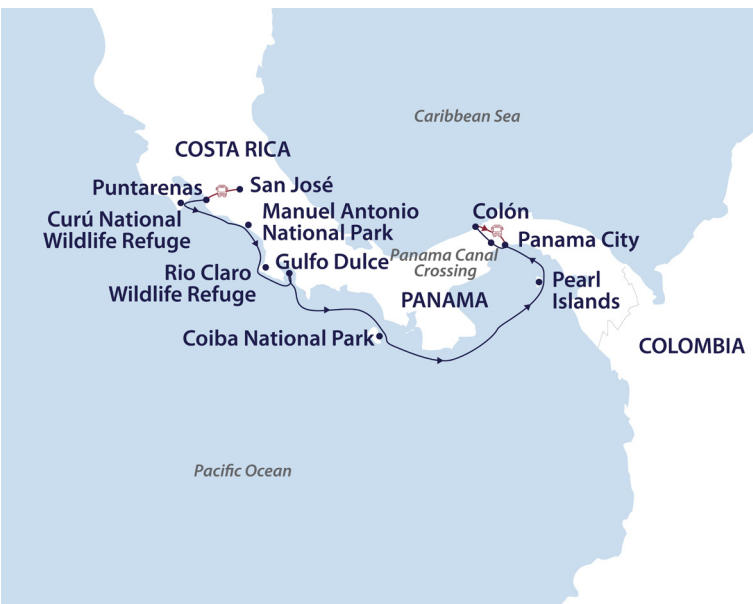 Caribbean Sea
COSTA RICA
Puntarenas
San José
Curú National
Wildlife Refuge
Manuel Antonio
National Park
Colón
Panama City
Panama Canal
Crossing
Gulfo Dulce
Rio Claro
Wildlife Refuge
PANAMA
Pearl
Islands
Coiba National Park
COLOMBIA
Pacific Ocean